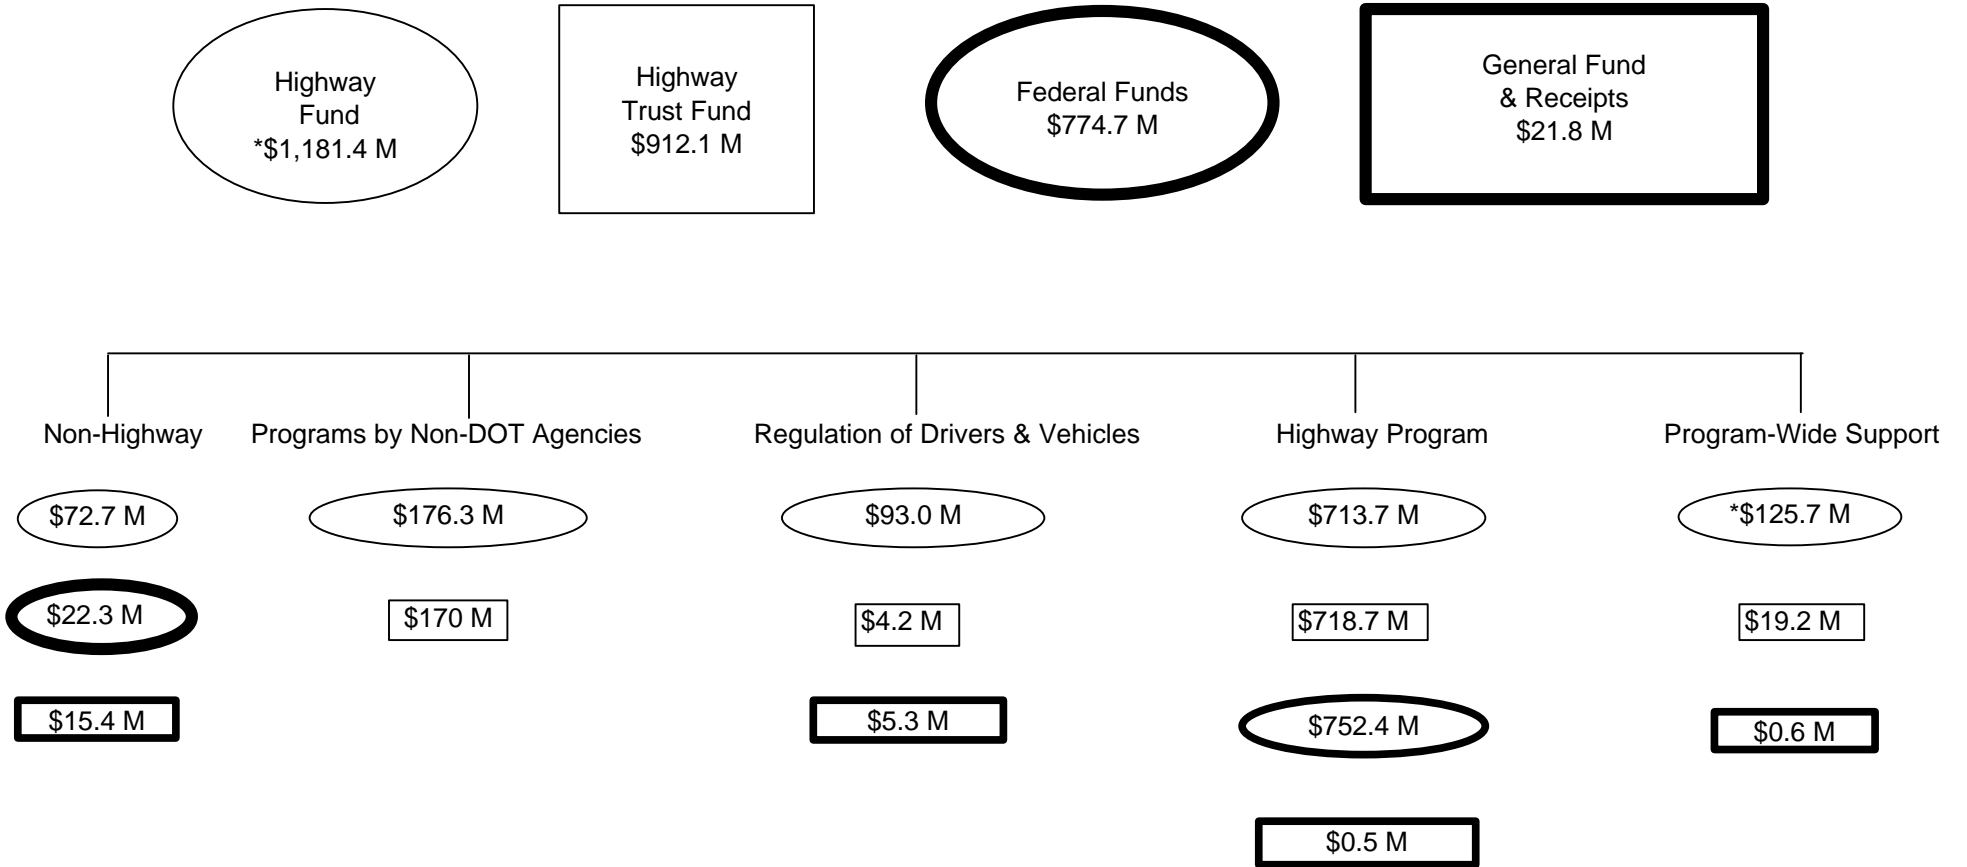 Highway
Fund
*$1,181.4 M
Highway
Trust Fund
$912.1 M
Federal Funds
$774.7 M
General Fund
& Receipts
$21.8 M
Non-Highway
Programs by Non-DOT Agencies
Regulation of Drivers & Vehicles
Highway Program
Program-Wide Support
$72.7 M
$176.3 M
$93.0 M
$713.7 M
*$125.7 M
$22.3 M
$170 M
$4.2 M
$718.7 M
$19.2 M
$15.4 M
$5.3 M
$752.4 M
$0.6 M
$0.5 M